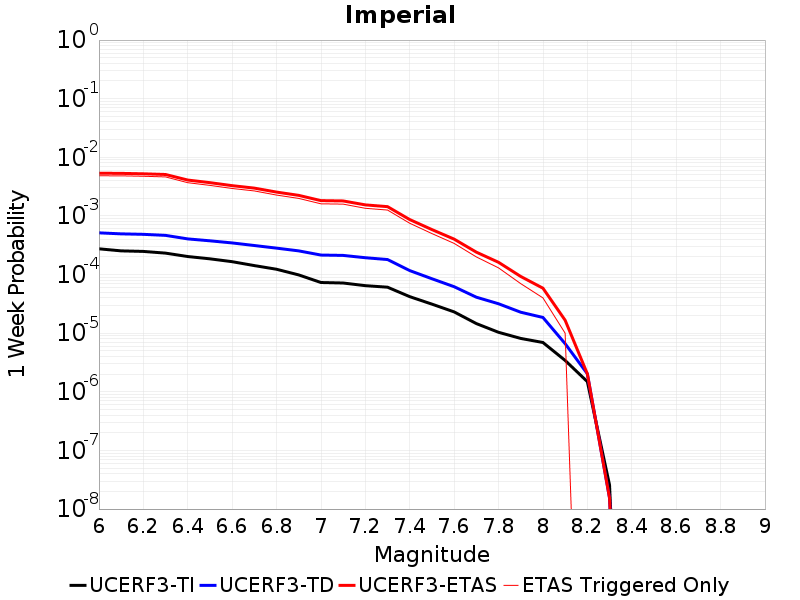 Imperial
1 Week Probability
10^0
10^-1
10^-2
10^-3
10^-4
10^-5
10^-6
10^-7
10^-8
6 6.2 6.4 6.6 6.8 7 7.2 7.4 7.6 7.8 8 8.2 8.4 8.6 8.8 9
Magnitude
UCERF3-TI UCERF3-TD UCERF3-ETAS ETAS Triggered Only